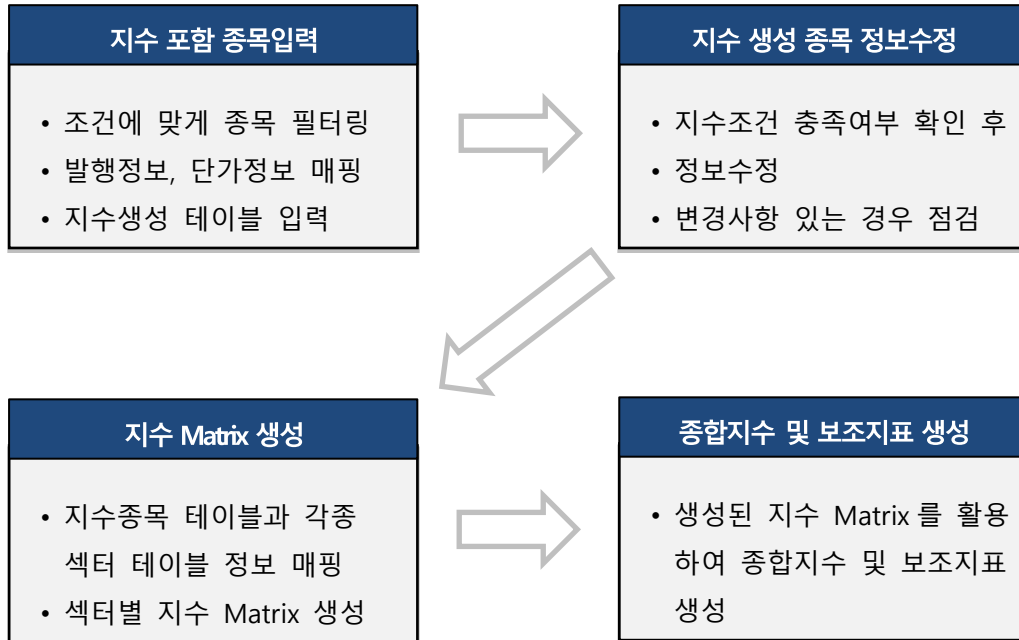 지수 포함 종목입력
• 조건에 맞게 종목 필터링
• 발행정보, 단가정보 매핑
• 지수생성 테이블 입력
지수 생성 종목 정보수정
• 지수조건 충족여부 확인 후
• 정보수정
• 변경사항 있는 경우 점검
지수 Matrix 생성
• 지수종목 테이블과 각종
섹터 테이블 정보 매핑
• 섹터별 지수 Matrix 생성
종합지수 및 보조지표 생성
• 생성된 지수 Matrix 를 활용
하여 종합지수 및 보조지표
생성